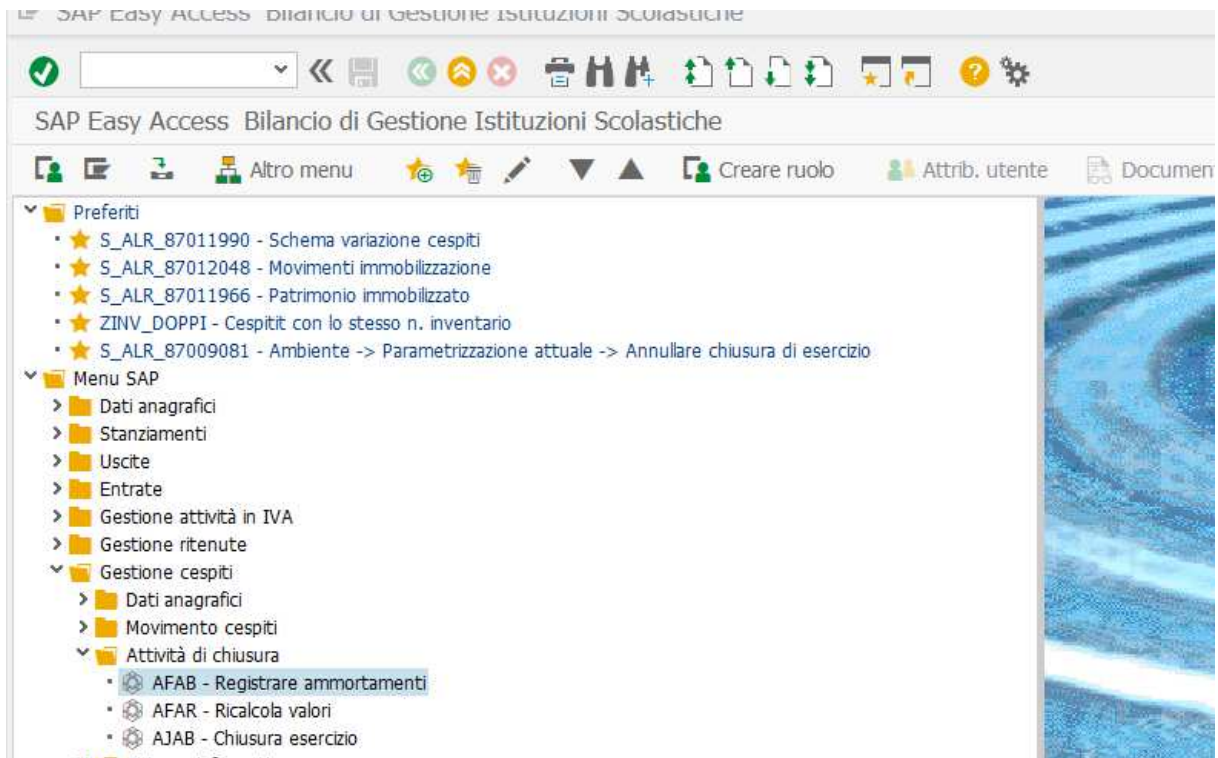 SAP Easy Access Bilancio di Gestione Istituzioni Scolastiche
SAP Easy Access Bilancio di Gestione Istituzioni Scolastiche
Altro menu Creare ruolo Attrib. utente Documen
Preferiti
S_ALR_87011990 - Schema variazione cespiti
S_ALR_87012048 - Movimenti immobilizzazione
S_ALR_87011966 - Patrimonio immobilizzato
ZINV_DOPPI - Cespitit con lo stesso n. inventario
S_ALR_87009081 - Ambiente -> Parametrizzazione attuale -> Annullare chiusura di esercizio
Menu SAP
Dati anagrafici
Stanziamenti
Uscite
Entrate
Gestione attività in IVA
Gestione ritenute
Gestione cespiti
Dati anagrafici
Movimento cespiti
Attività di chiusura
AFAB - Registrare ammortamenti
AFAR - Ricalcola valori
AJAB - Chiusura esercizio